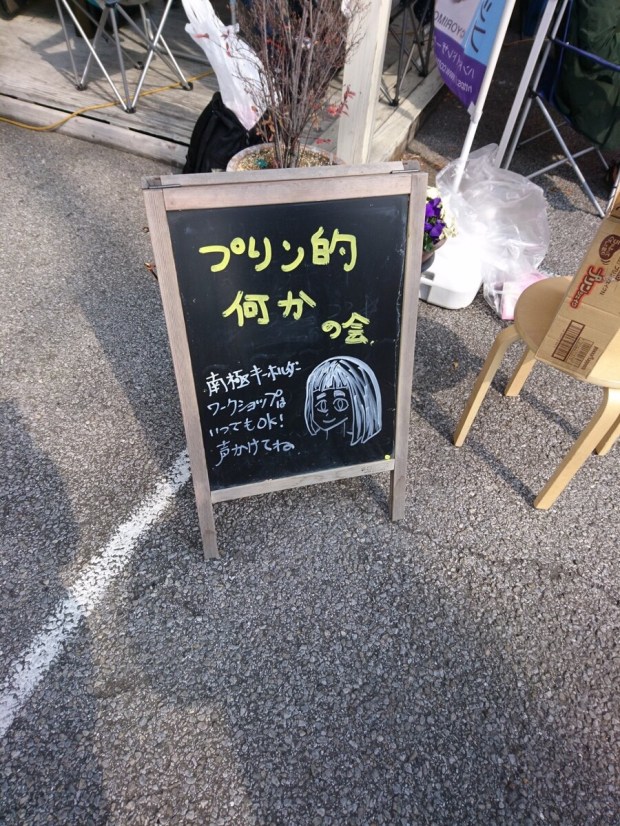 プリン的
何か
の会
南極キーホルダー
ワークショップは
いつでもOK!
声かけてね。